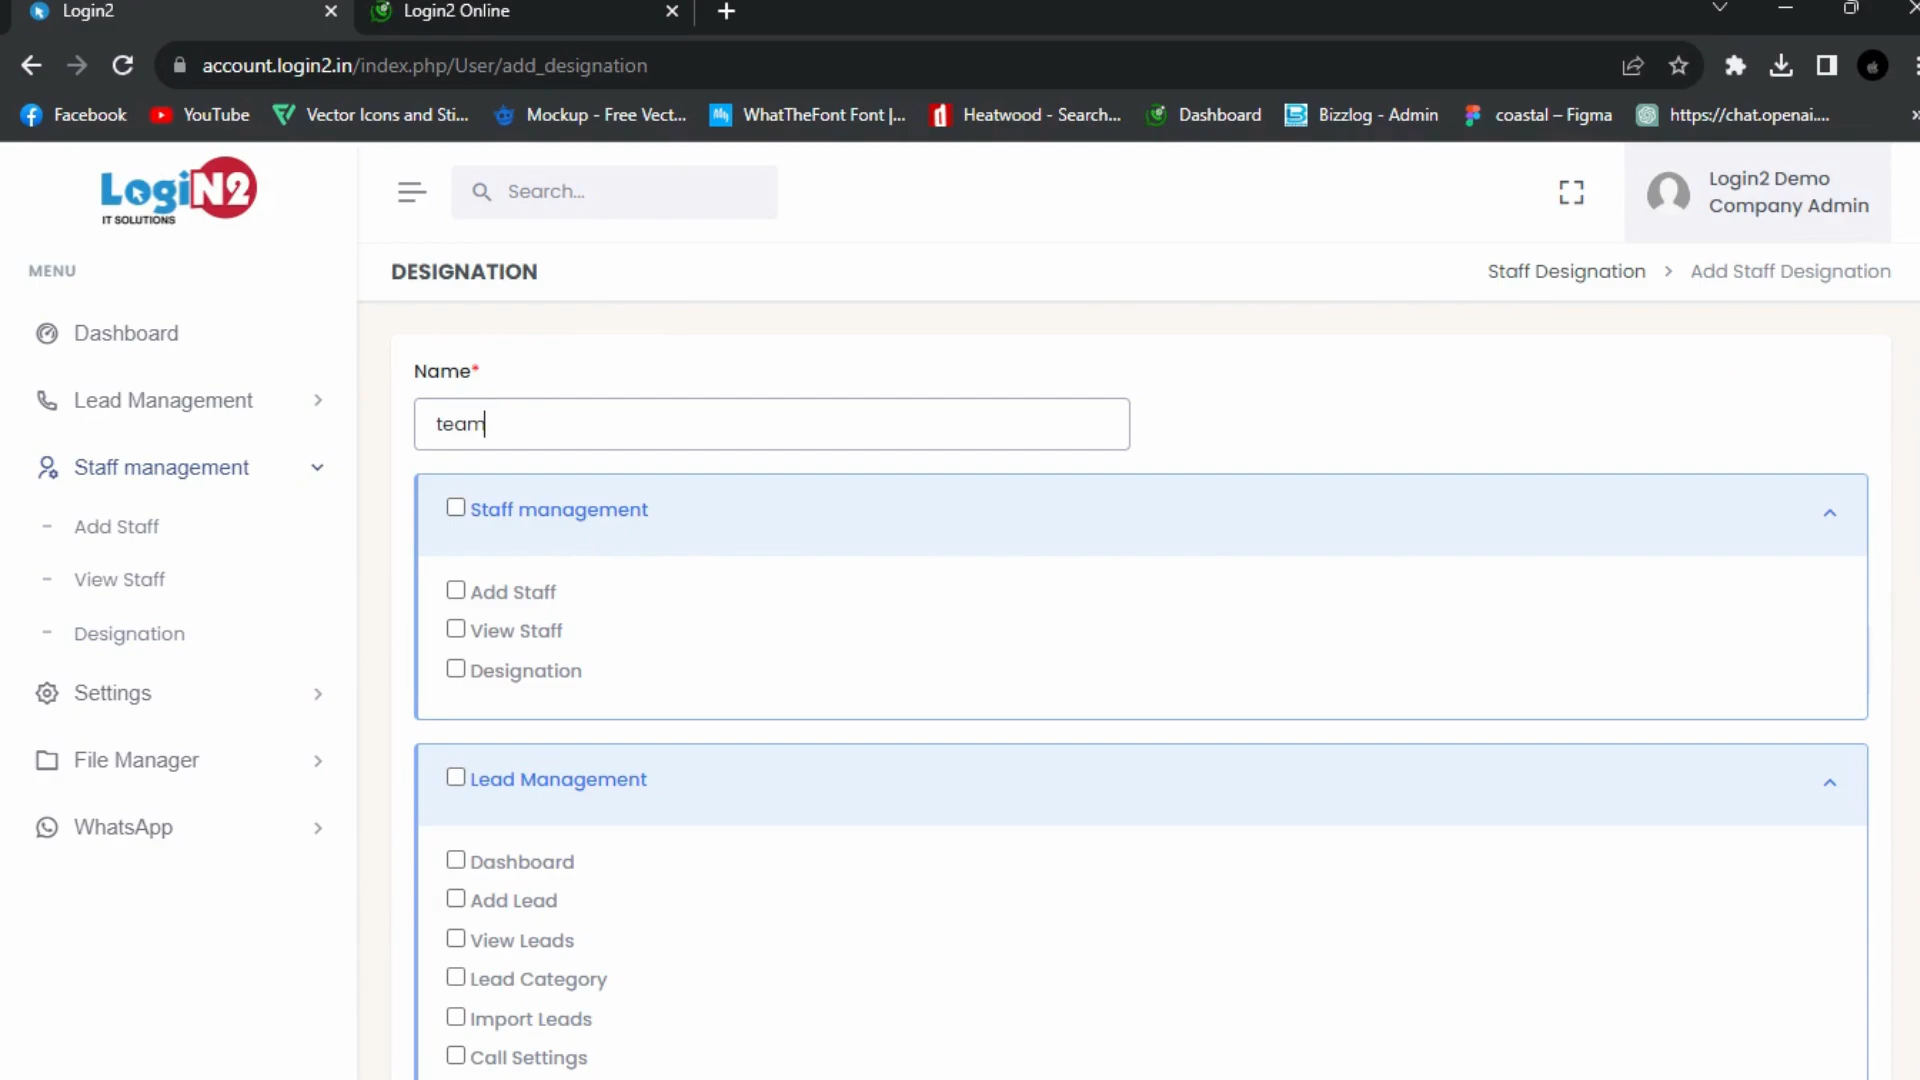 Login2
Login2 Online
account.login2.in/index.php/User/add_designation
Facebook
YouTube
Vector Icons and Sti...
Mockup - Free Vect...
WhatTheFont Font |...
Heatwood - Search...
Dashboard
Bizzlog - Admin
coastal – Figma
https://chat.openai....
LogiN2
IT SOLUTIONS
Search...
Login2 Demo
Company Admin
MENU
DESIGNATION
Staff Designation > Add Staff Designation
Dashboard
Lead Management
Staff management
Add Staff
View Staff
Designation
Settings
File Manager
WhatsApp
Name*
team
Staff management
Add Staff
View Staff
Designation
Lead Management
Dashboard
Add Lead
View Leads
Lead Category
Import Leads
Call Settings